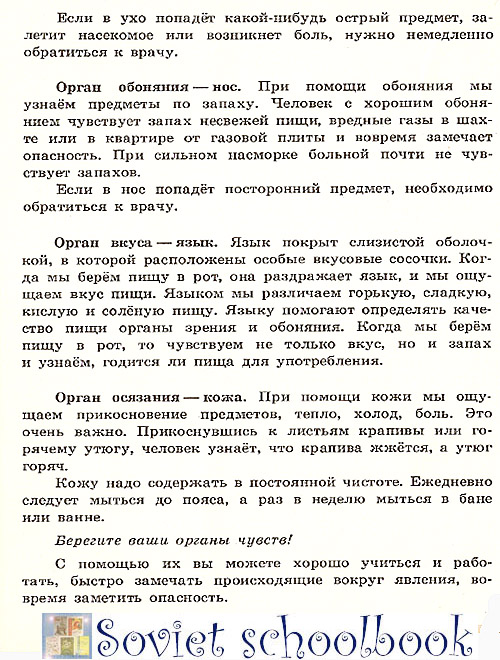 Если в ухо попадёт какой-нибудь острый предмет, за-
летит насекомое или возникнет боль, нужно немедленно
обратиться к врачу.
Орган обоняния — нос. При помощи обоняния мы
узнаём предметы по запаху. Человек с хорошим обоня-
нием чувствует запах несвежей пищи, вредные газы в шах-
те или в квартире от газовой плиты и вовремя замечает
опасность. При сильном насморке больной почти не чув-
ствует запахов.
Если в нос попадёт посторонний предмет, необходимо
обратиться к врачу.
Орган вкуса — язык. Язык покрыт слизистой оболоч-
кой, в которой расположены особые вкусовые сосочки. Ког-
да мы берём пищу в рот, она раздражает язык, и мы ощу-
щаем вкус пищи. Языком мы различаем горькую, сладкую,
кислую и солёную пищу. Языку помогают определять каче-
ство пищи органы зрения и обоняния. Когда мы берём
пищу в рот, то чувствуем не только вкус, но и запах
и узнаём, годится ли пища для употребления.
Орган осязания — кожа. При помощи кожи мы ощу-
щаем прикосновение предметов, тепло, холод, боль. Это
очень важно. Прикоснувшись к листьям крапивы или го-
рячему утюгу, человек узнаёт, что крапива жжётся, а утюг
горяч.
Кожу надо содержать в постоянной чистоте. Ежедневно
следует мыться до пояса, а раз в неделю мыться в бане
или ванне.
Берегите ваши органы чувств!
С помощью их вы можете хорошо учиться и рабо-
тать, быстро замечать происходящие вокруг явления, во-
время заметить опасность.
Soviet schoolbook